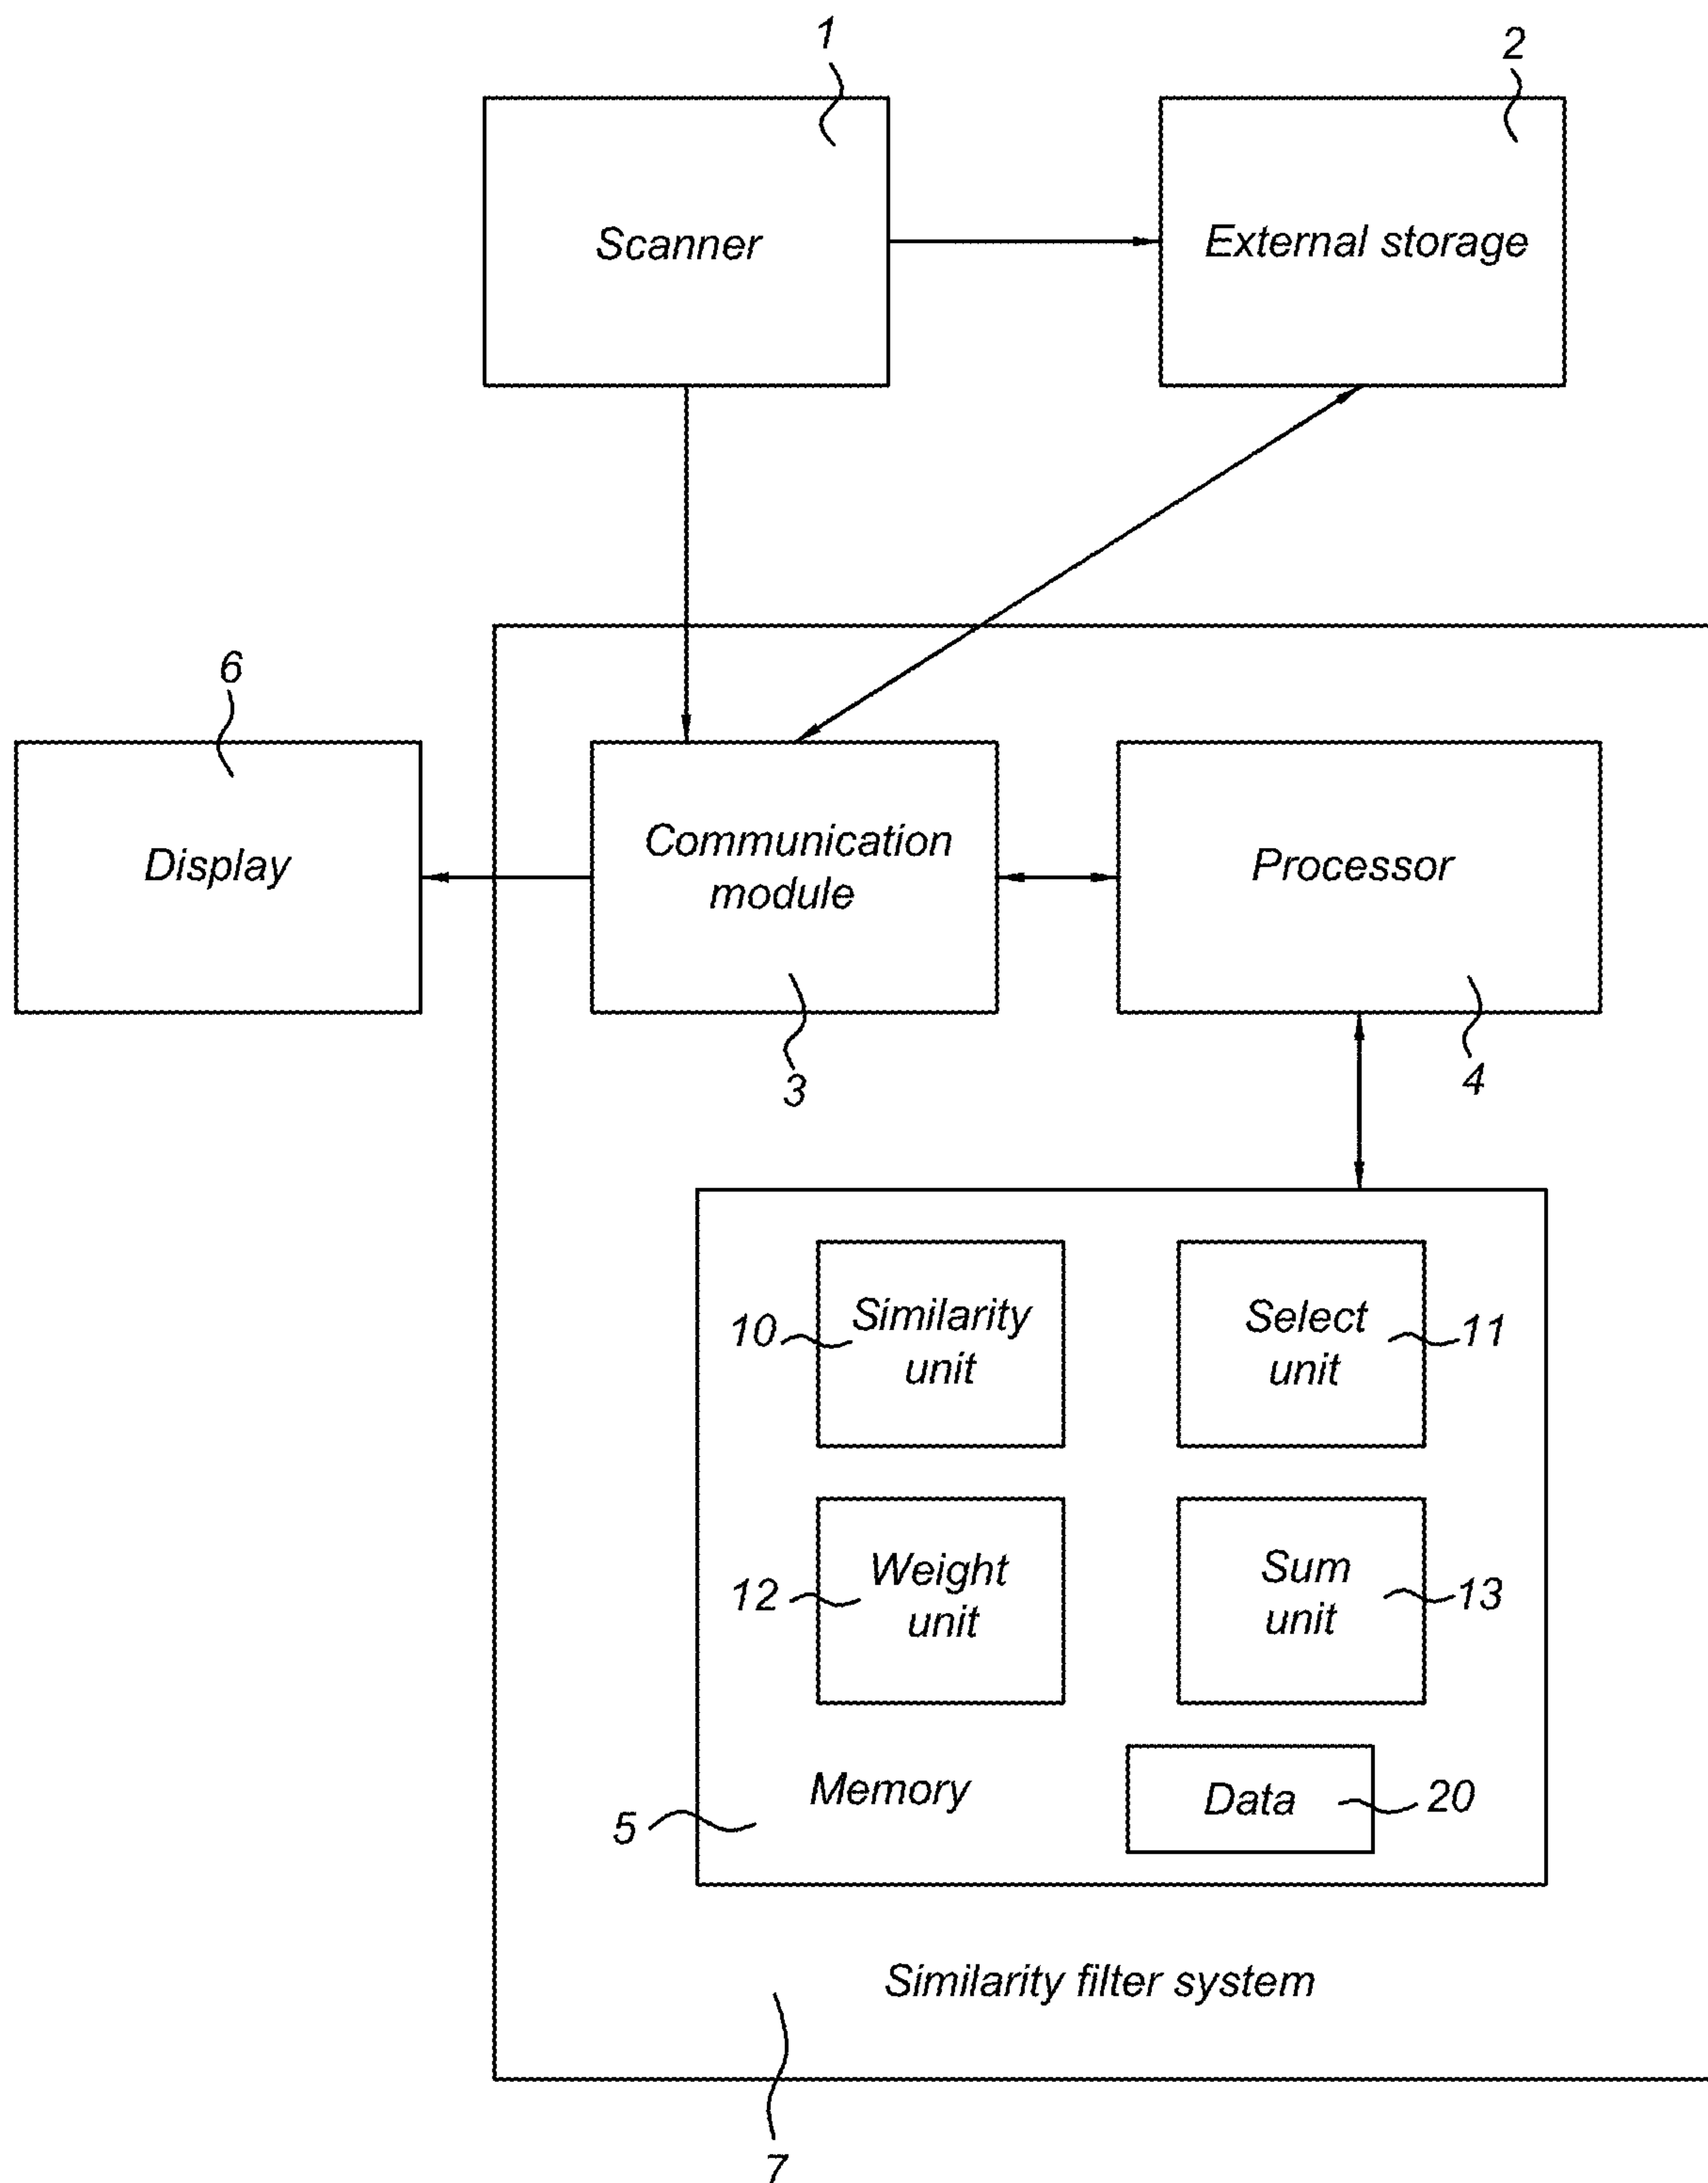 1
2
Scanner
External storage
6
Display
Communication
module
Processor
3
4
10
Similarity
unit
Select
unit
11
12
Weight
unit
Sum
unit
13
Memory
5
Data
20
Similarity filter system
7